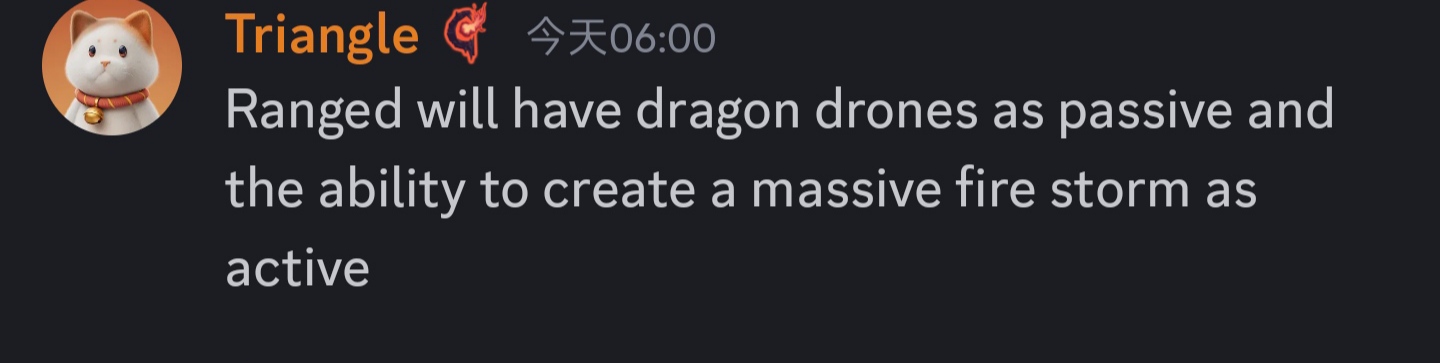 Triangle 今天06:00
Ranged will have dragon drones as passive and
the ability to create a massive fire storm as
active